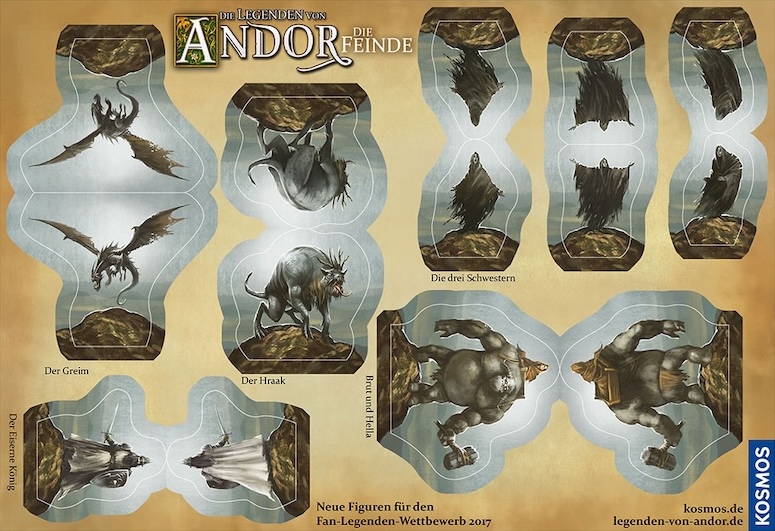 DIE LEGENDEN VON
ANDOR DIE
FEINDE
Die drei Schwestern
Der Greim
Der Hraak
Brut und Hella
Der Eiserne König
Neue Figuren für den
Fan-Legenden-Wettbewerb 2017
kosmos.de
legenden-von-andor.de
KOSMOS